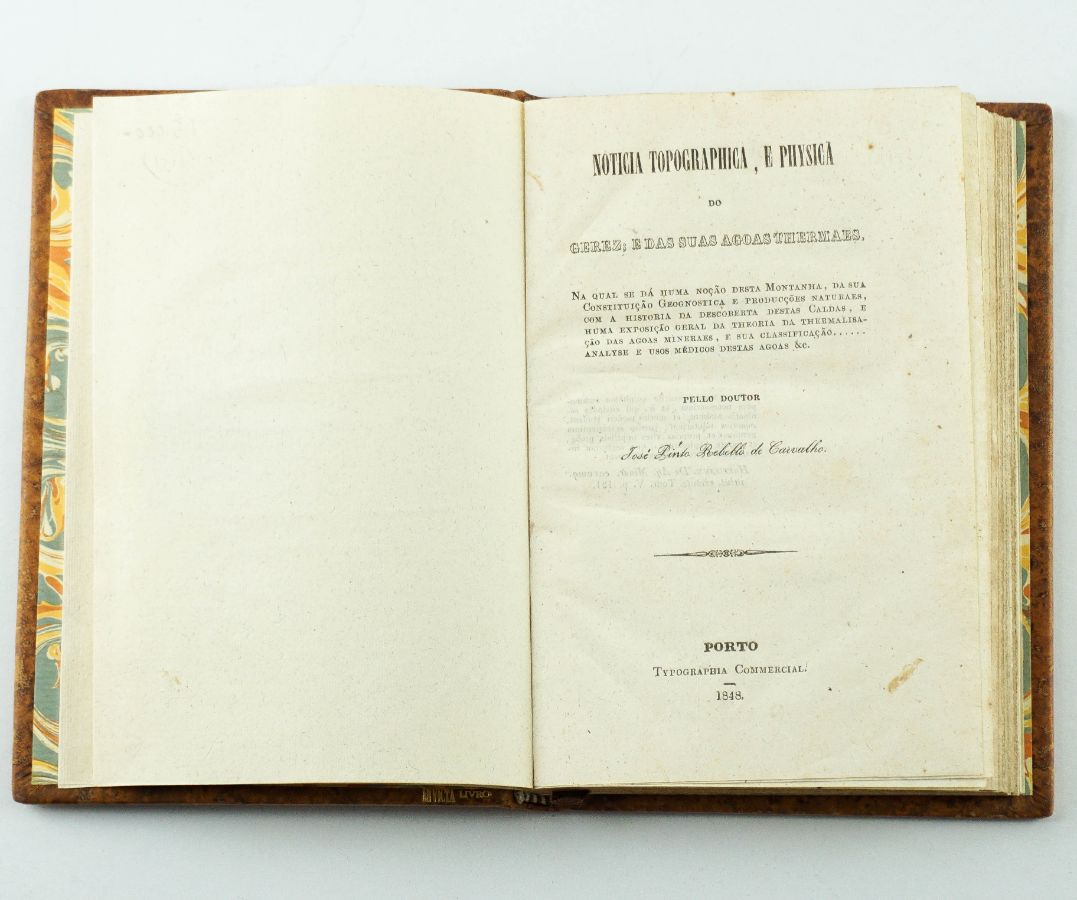 NOTICIA TOPOGRAPHICA, E PHYSICA
DO
GEREZ; E DAS SUAS AGOAS THERMAES.
NA QUAL SE DÁ HUMA NOÇÃO DESTA MONTANHA, DA SUA
CONSTITUIÇÃO GEOGNOSTICA E PRODUCÇÕES NATURAES,
COM A HISTORIA DA DESCOBERTA DESTAS CALDAS, E
HUMA EXPOSIÇÃO GERAL DA THEORIA DA THERMALISA-
ÇÃO DAS AGOAS MINERAES, E SUA CLASSIFICAÇÃO......
ANALYSE E USOS MÉDICOS DESTAS AGOAS &c.
PELLO DOUTOR
José Pinto Rebello de Carvalho.
PORTO
TYPOGRAPHIA COMMERCIAL.
1848.